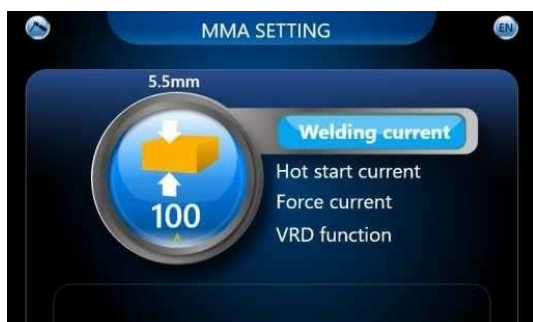 MMA SETTING
EN
5.5mm
Welding current
Hot start current
Force current
VRD function
100
A